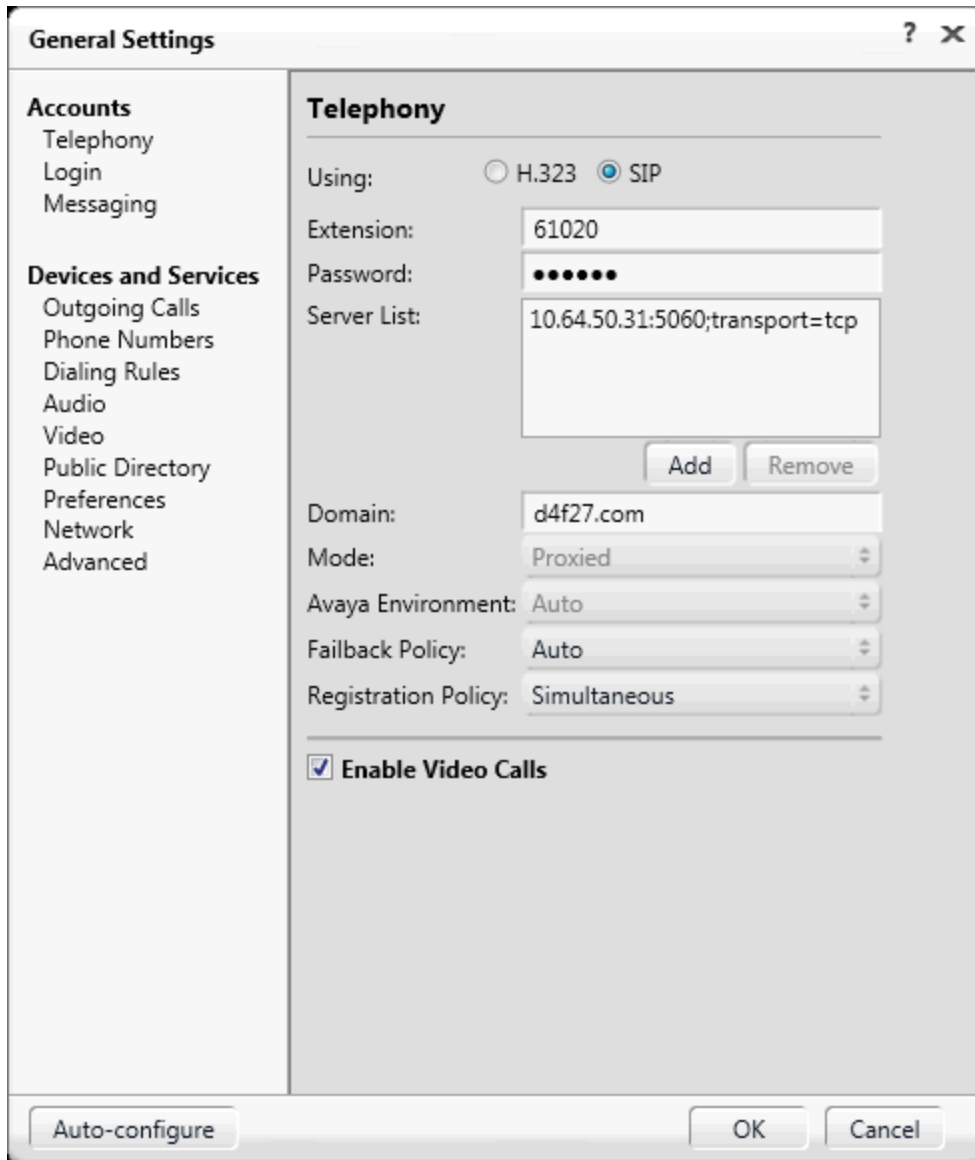 General Settings
?
Accounts
Telephony
Login
Messaging
Devices and Services
Outgoing Calls
Phone Numbers
Dialing Rules
Audio
Video
Public Directory
Preferences
Network
Advanced
Telephony
Using: H.323 SIP
Extension: 61020
Password: ●●●●●●
Server List: 10.64.50.31:5060;transport=tcp
Add Remove
Domain: d4f27.com
Mode: Proxied
Avaya Environment: Auto
Failback Policy: Auto
Registration Policy: Simultaneous
Enable Video Calls
Auto-configure OK Cancel